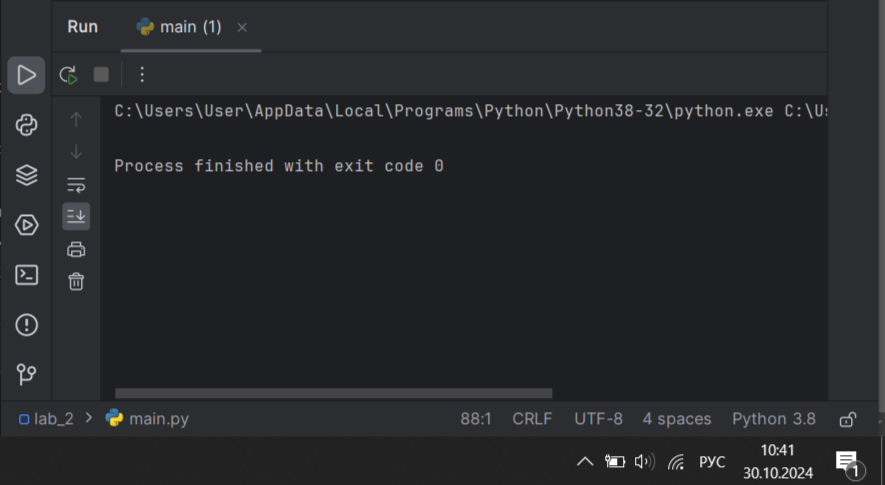 Run
main (1)
C:\Users\User\AppData\Local\Programs\Python\Python38-32\python.exe C:\Us
Process finished with exit code 0
lab_2
main.py
88:1
CRLF
UTF-8
4 spaces
Python 3.8
РУС
10:41
30.10.2024
1